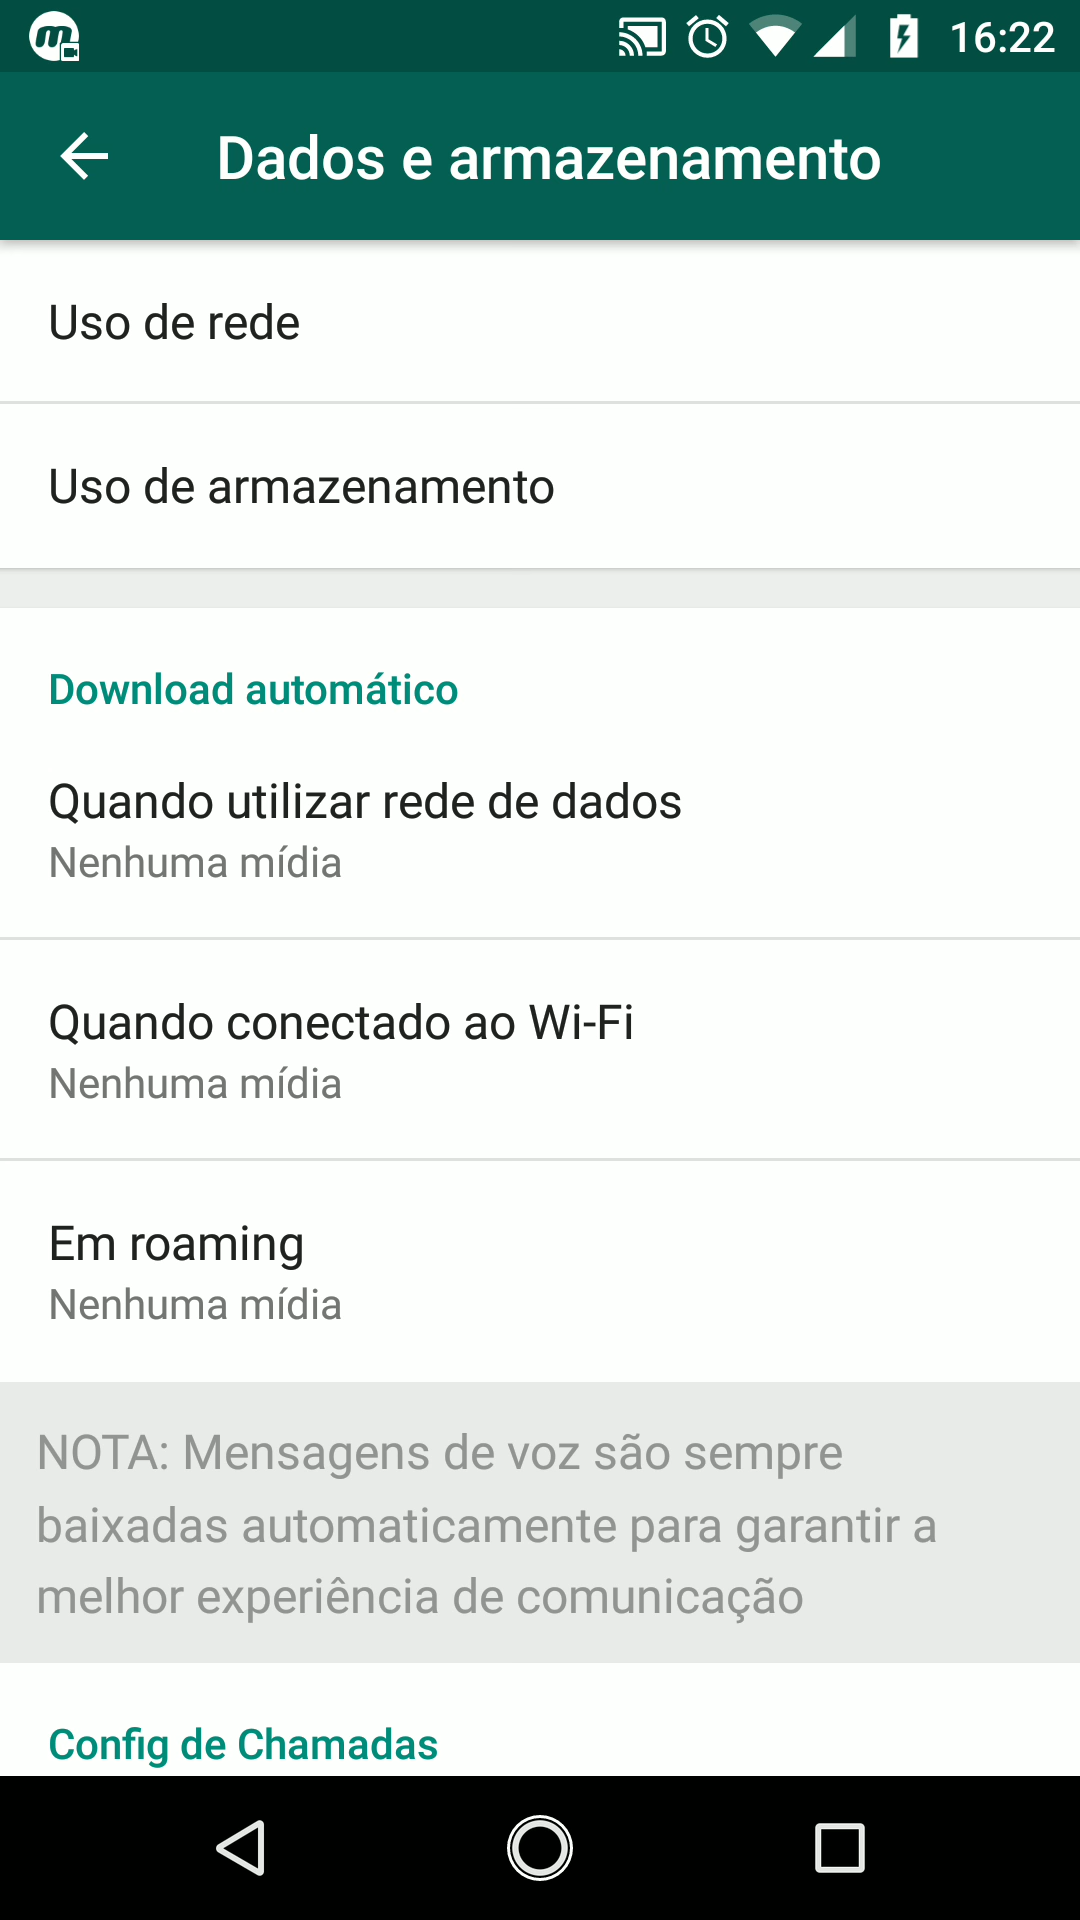 16:22
Dados e armazenamento
Uso de rede
Uso de armazenamento
Download automático
Quando utilizar rede de dados
Nenhuma mídia
Quando conectado ao Wi-Fi
Nenhuma mídia
Em roaming
Nenhuma mídia
NOTA: Mensagens de voz são sempre
baixadas automaticamente para garantir a
melhor experiência de comunicação
Config de Chamadas